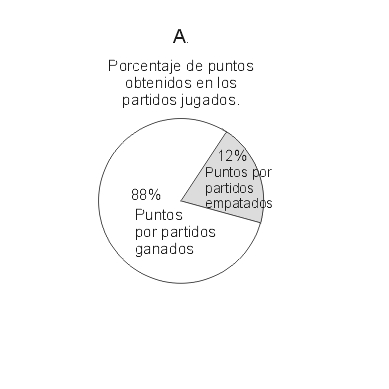 A.
Porcentaje de puntos
obtenidos en los
partidos jugados.
12%
Puntos por
partidos
empatados
88%
Puntos
por partidos
ganados